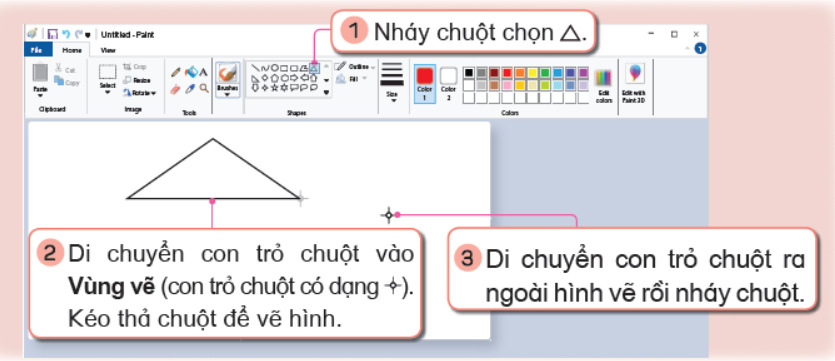 1 Nháy chuột chọn △.
Untitled - Paint
File Home View
Cut
Copy
Paste
Clipboard
Select
Crop
Resize
Rotate
Image
A
Tools
Brushes
Shapes
Outline
Fill
Size
Color 1
Color 2
Colors
Edit colors
Edit with Paint 3D
2 Di chuyển con trỏ chuột vào
Vùng vẽ (con trỏ chuột có dạng ✧).
Kéo thả chuột để vẽ hình.
3 Di chuyển con trỏ chuột ra
ngoài hình vẽ rồi nháy chuột.